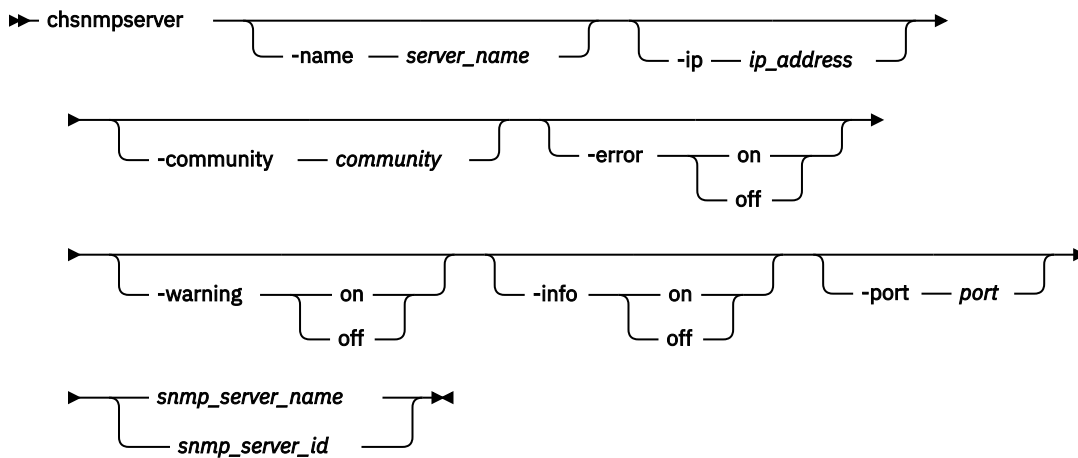 chsnmpserver
-name server_name
-ip ip_address
-community community
-error on
off
-warning on
off
-info on
off
-port port
snmp_server_name
snmp_server_id